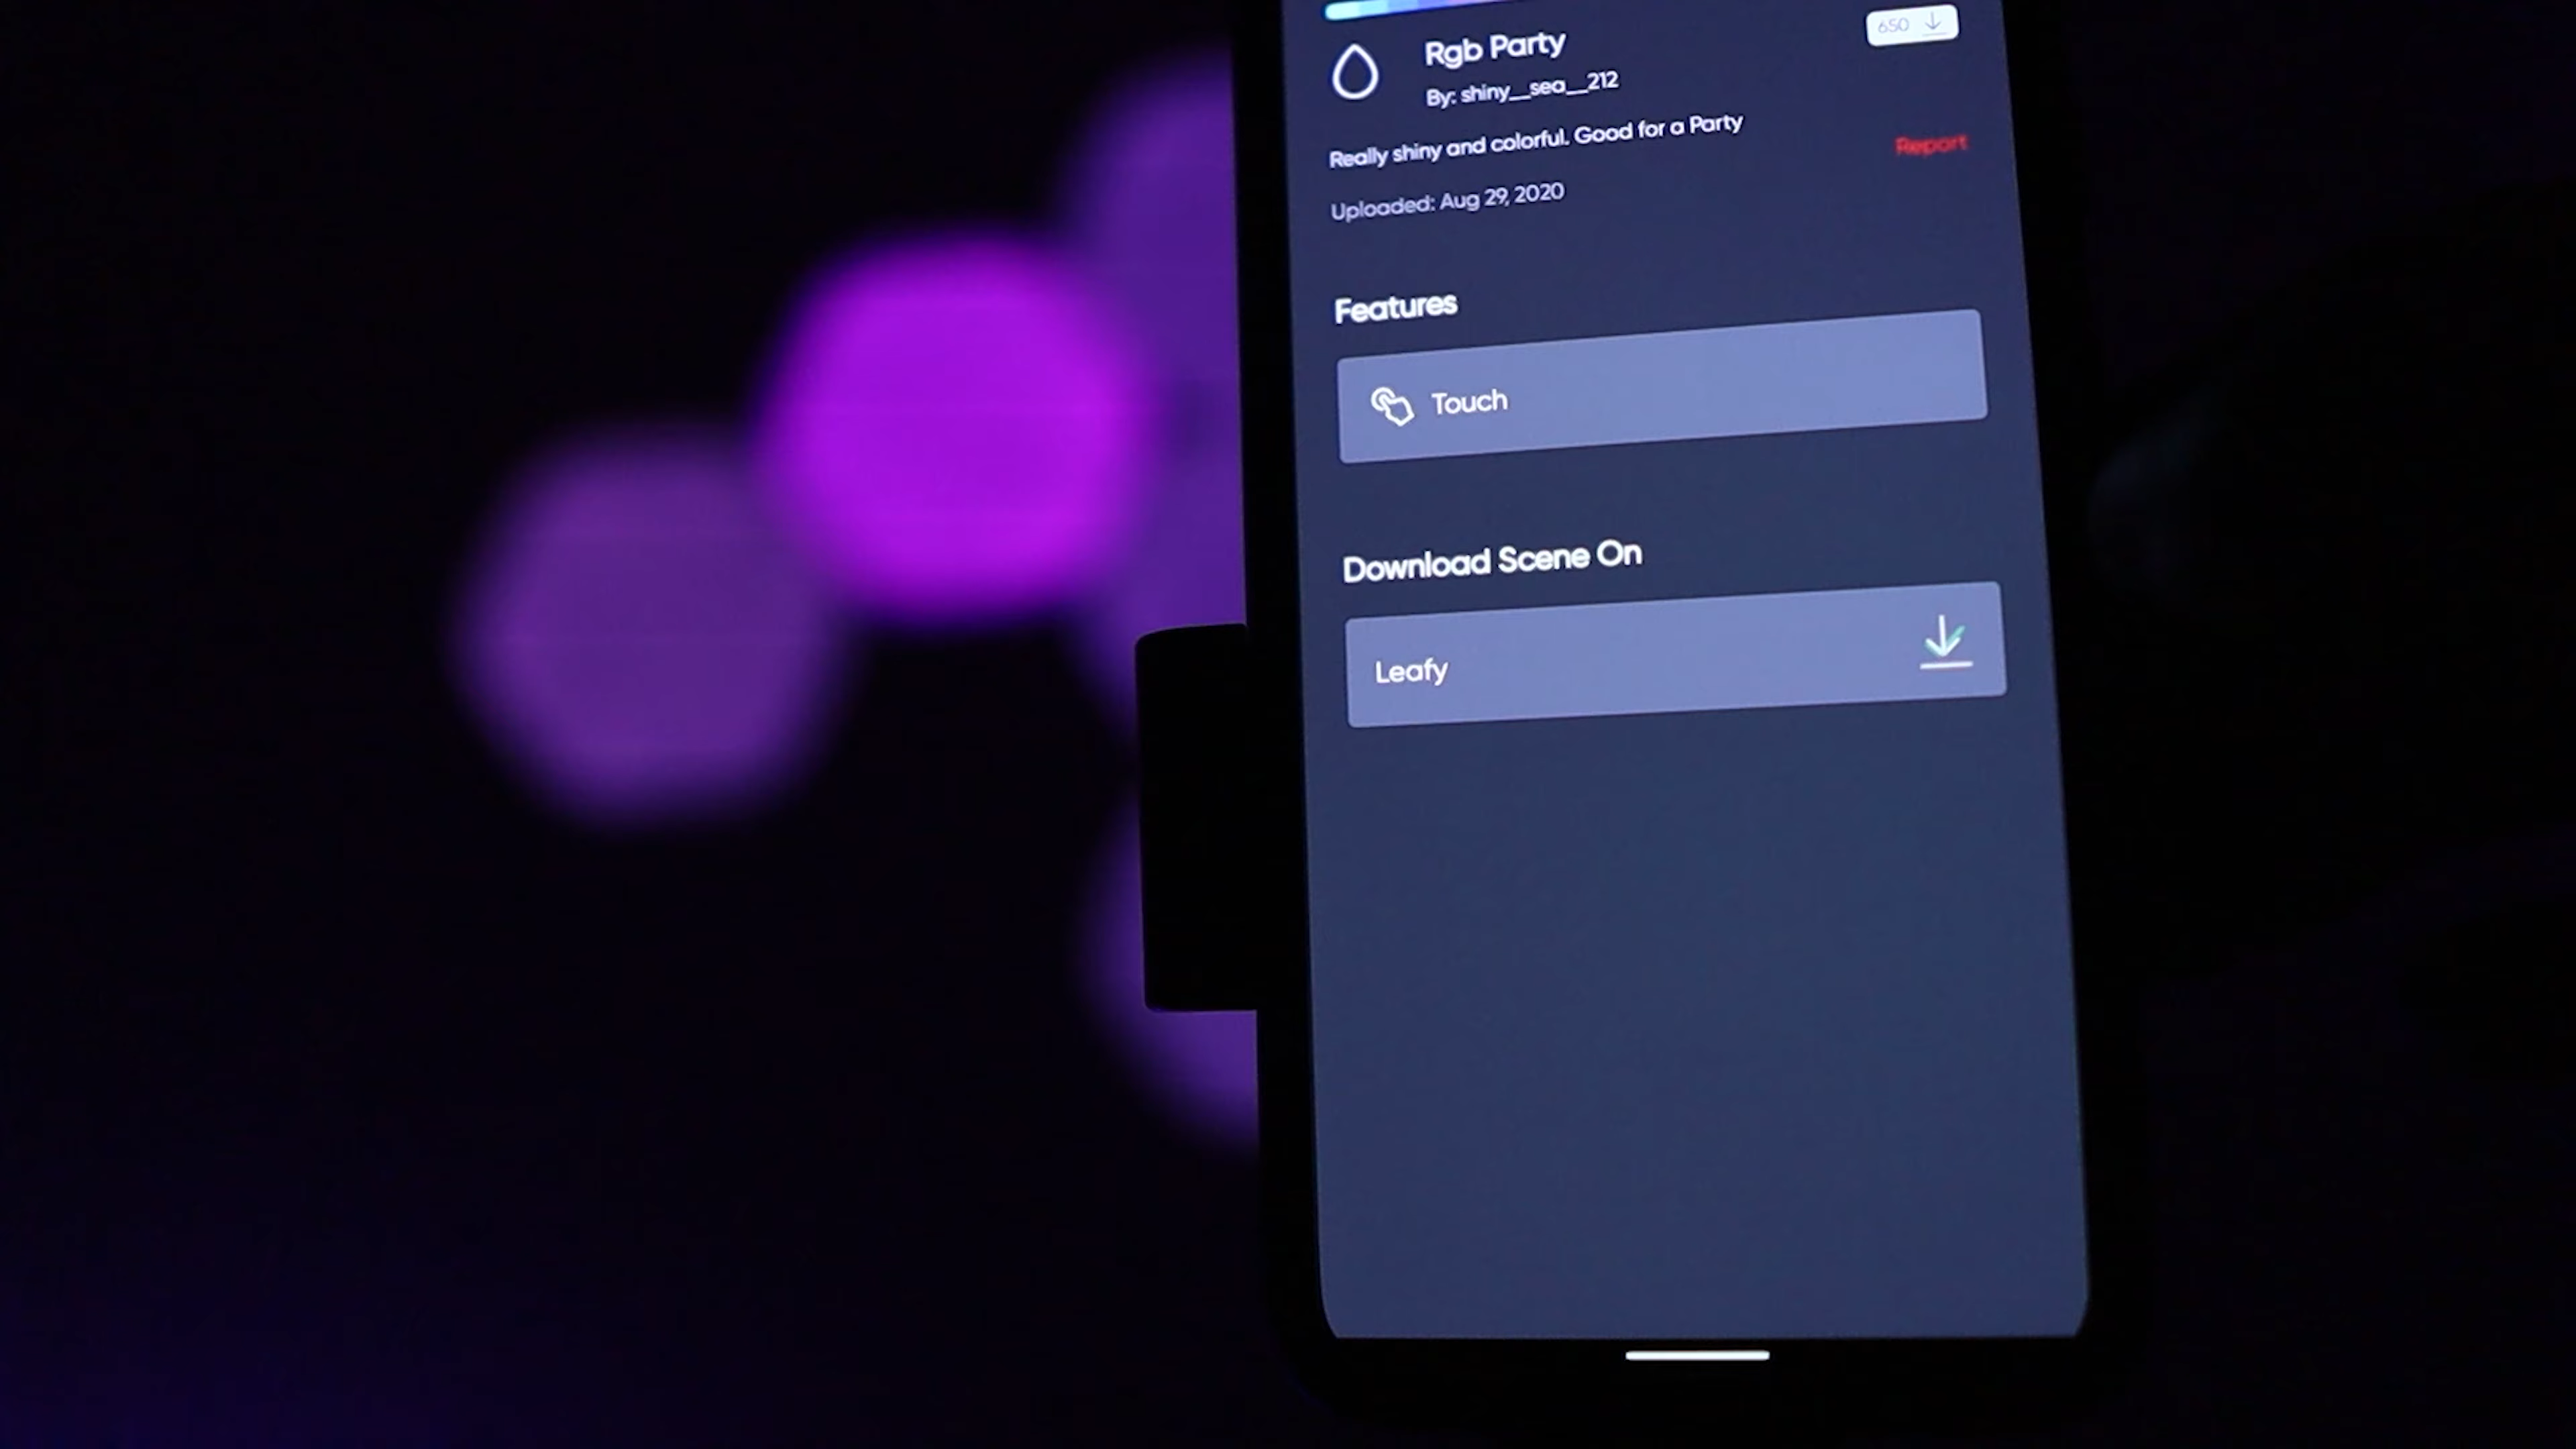 Rgb Party
650
By: shiny__sea__212
Really shiny and colorful. Good for a Party
Report
Uploaded: Aug 29, 2020
Features
Touch
Download Scene On
Leafy